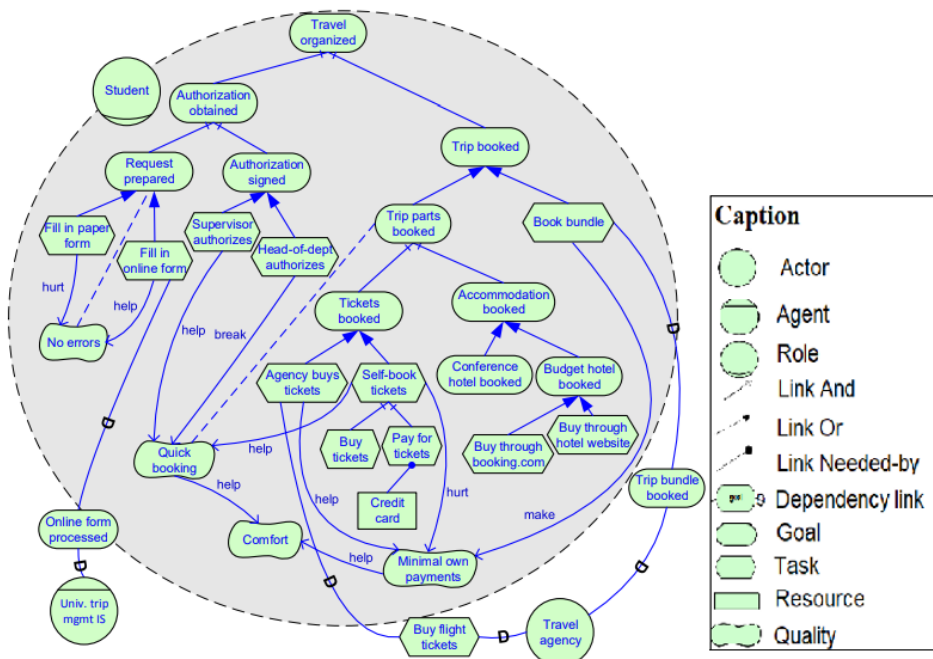 Travel
organized
Student
Authorization
obtained
Trip booked
Request
prepared
Authorization
signed
Fill in paper
form
Fill in
online form
Supervisor
authorizes
Head-of-dept
authorizes
Trip parts
booked
Book bundle
hurt
help
No errors
help
break
Tickets
booked
Accommodation
booked
D
D
Agency buys
tickets
Self-book
tickets
Conference
hotel booked
Budget hotel
booked
Buy
tickets
Pay for
tickets
Buy through
booking.com
Buy through
hotel website
Quick
booking
help
help
help
hurt
Credit
card
make
Trip bundle
booked
Online form
processed
Comfort
help
Minimal own
payments
D
D
D
Univ. trip
mgmt IS
Buy flight
tickets
D
Travel
agency
Caption
Actor
Agent
Role
Link And
Link Or
Link Needed-by
goal
D
Dependency link
Goal
Task
Resource
Quality